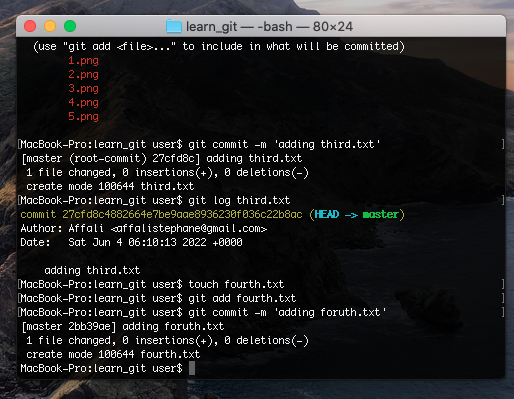 learn_git — -bash — 80×24
(use "git add <file>..." to include in what will be committed)
1.png
2.png
3.png
4.png
5.png
[MacBook-Pro:learn_git user$ git commit -m 'adding third.txt' ]
[master (root-commit) 27cfd8c] adding third.txt
1 file changed, 0 insertions(+), 0 deletions(-)
create mode 100644 third.txt
[MacBook-Pro:learn_git user$ git log third.txt ]
commit 27cfd8c4882664e7be9aae8936230f036c22b8ac (HEAD -> master)
Author: Affali <affalistephane@gmail.com>
Date:   Sat Jun 4 06:10:13 2022 +0000
adding third.txt
[MacBook-Pro:learn_git user$ touch fourth.txt ]
[MacBook-Pro:learn_git user$ git add fourth.txt ]
[MacBook-Pro:learn_git user$ git commit -m 'adding foruth.txt' ]
[master 2bb39ae] adding foruth.txt
1 file changed, 0 insertions(+), 0 deletions(-)
create mode 100644 fourth.txt
MacBook-Pro:learn_git user$